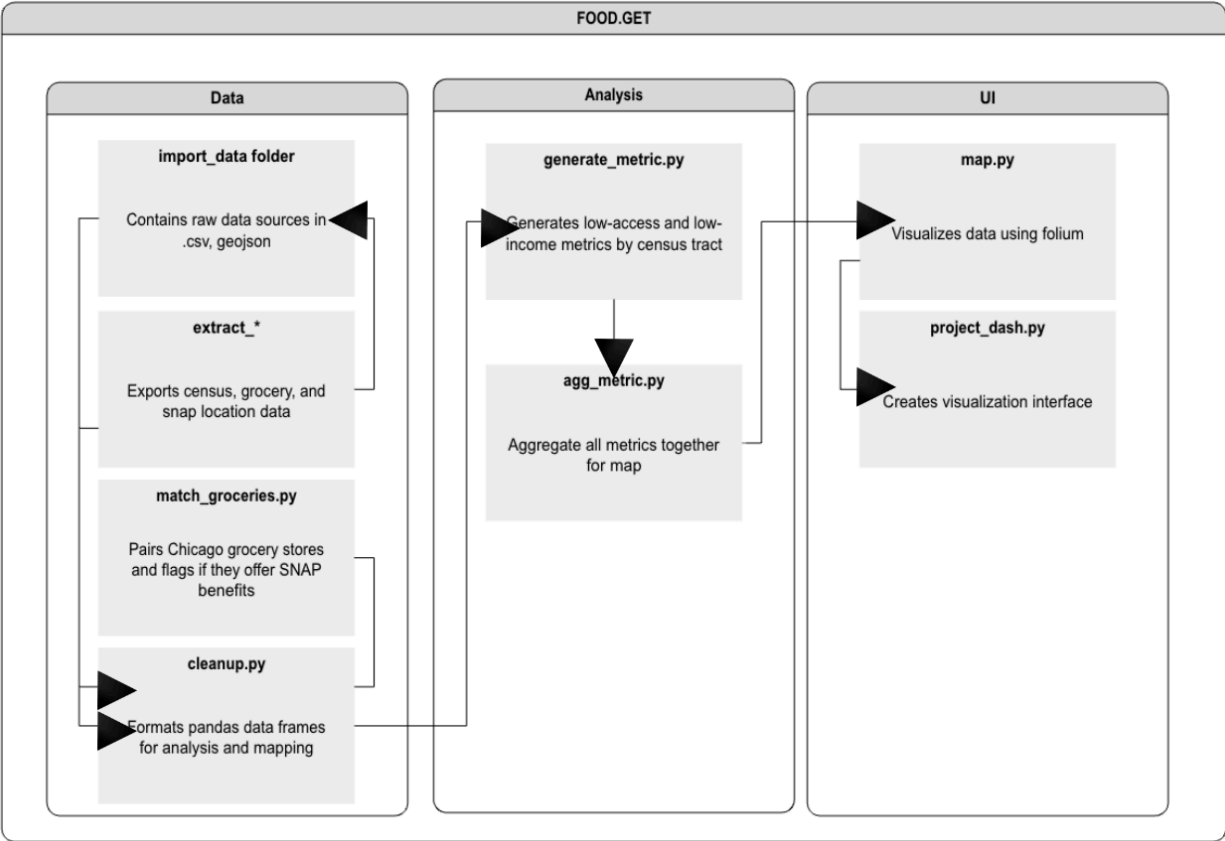 FOOD.GET
Data
import_data folder
Contains raw data sources in
.csv, geojson
extract_*
Exports census, grocery, and
snap location data
match_groceries.py
Pairs Chicago grocery stores
and flags if they offer SNAP
benefits
cleanup.py
Formats pandas data frames
for analysis and mapping
Analysis
generate_metric.py
Generates low-access and low-
income metrics by census tract
agg_metric.py
Aggregate all metrics together
for map
UI
map.py
Visualizes data using folium
project_dash.py
Creates visualization interface